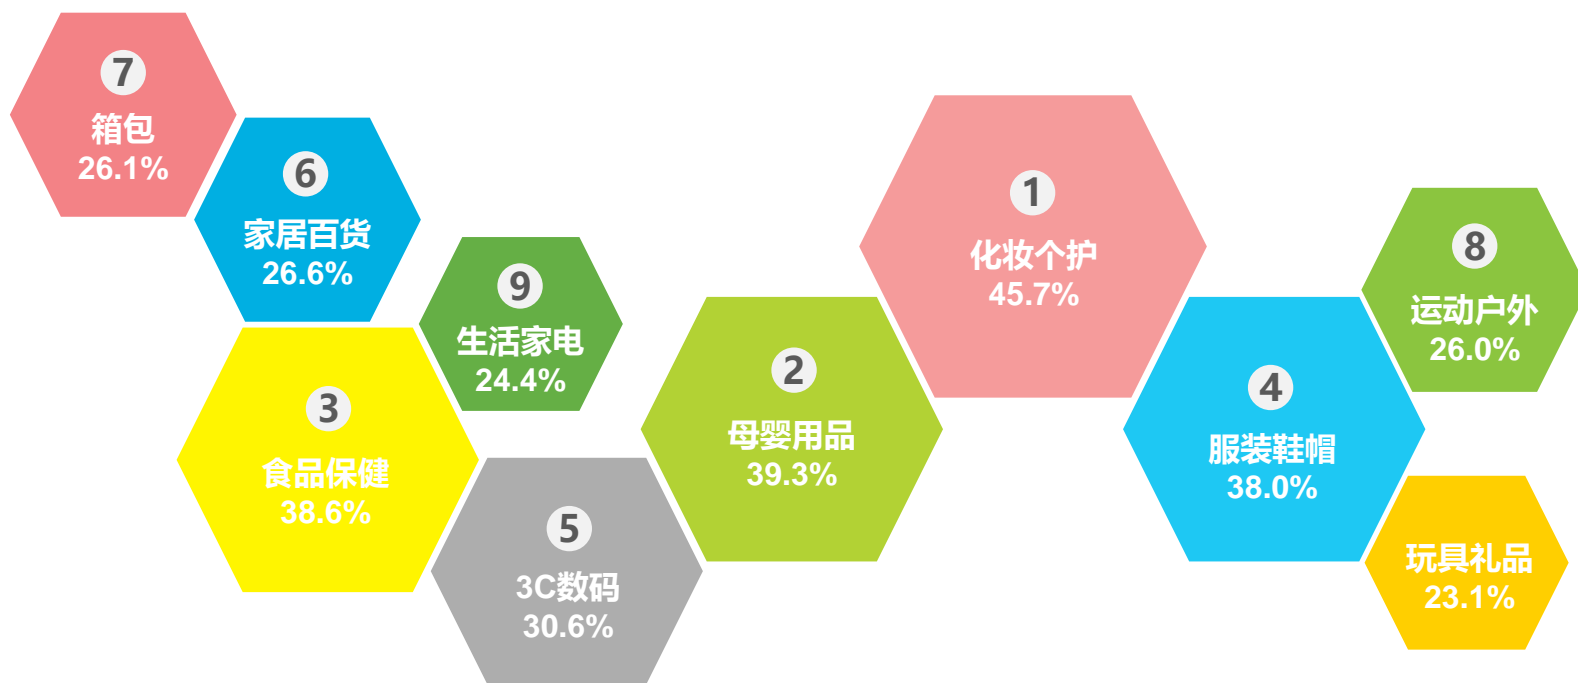 7
箱包
26.1%
6
家居百货
26.6%
9
生活家电
24.4%
3
食品保健
38.6%
5
3C数码
30.6%
2
母婴用品
39.3%
1
化妆个护
45.7%
4
服装鞋帽
38.0%
8
运动户外
26.0%
玩具礼品
23.1%